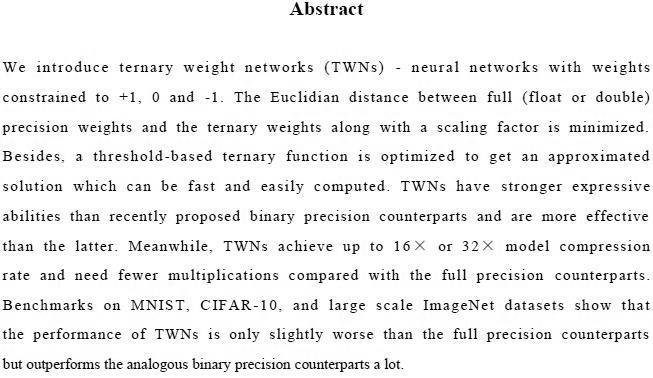 Abstract
We introduce ternary weight networks (TWNs) - neural networks with weights
constrained to +1, 0 and -1. The Euclidian distance between full (float or double)
precision weights and the ternary weights along with a scaling factor is minimized.
Besides, a threshold-based ternary function is optimized to get an approximated
solution which can be fast and easily computed. TWNs have stronger expressive
abilities than recently proposed binary precision counterparts and are more effective
than the latter. Meanwhile, TWNs achieve up to 16× or 32× model compression
rate and need fewer multiplications compared with the full precision counterparts.
Benchmarks on MNIST, CIFAR-10, and large scale ImageNet datasets show that
the performance of TWNs is only slightly worse than the full precision counterparts
but outperforms the analogous binary precision counterparts a lot.